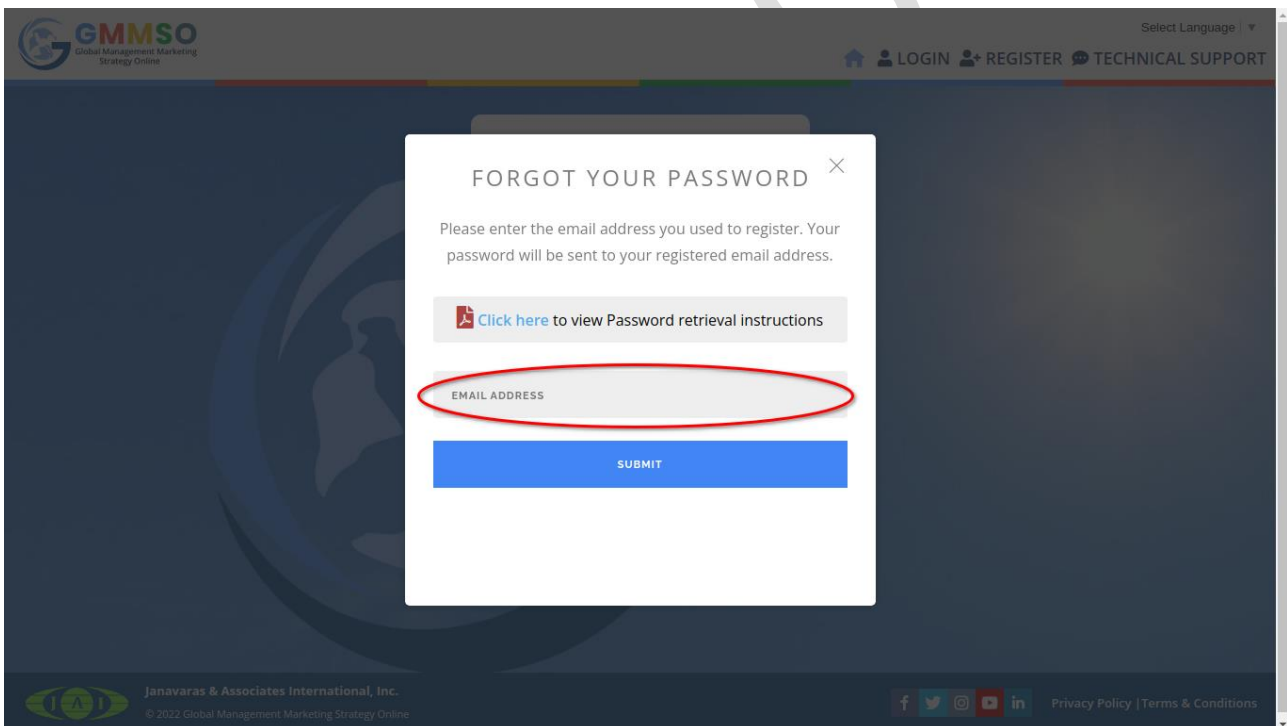 GMMSO
Global Management Marketing
Strategy Online
Select Language ▼
LOGIN REGISTER TECHNICAL SUPPORT
FORGOT YOUR PASSWORD
Please enter the email address you used to register. Your
password will be sent to your registered email address.
Click here to view Password retrieval instructions
EMAIL ADDRESS
SUBMIT
JAI
Janavaras & Associates International, Inc.
© 2022 Global Management Marketing Strategy Online
Privacy Policy |Terms & Conditions